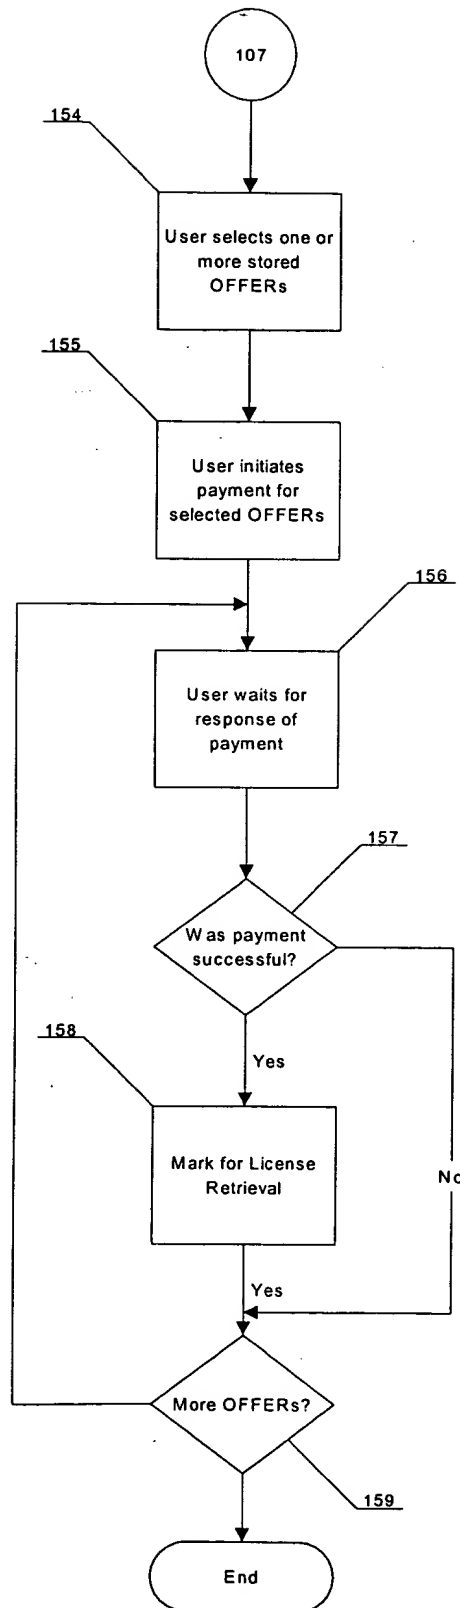 107
154
User selects one or
more stored
OFFERs
155
User initiates
payment for
selected OFFERs
156
User waits for
response of
payment
157
Was payment
successful?
158
Yes
Mark for License
Retrieval
No
Yes
More OFFERs?
159
End